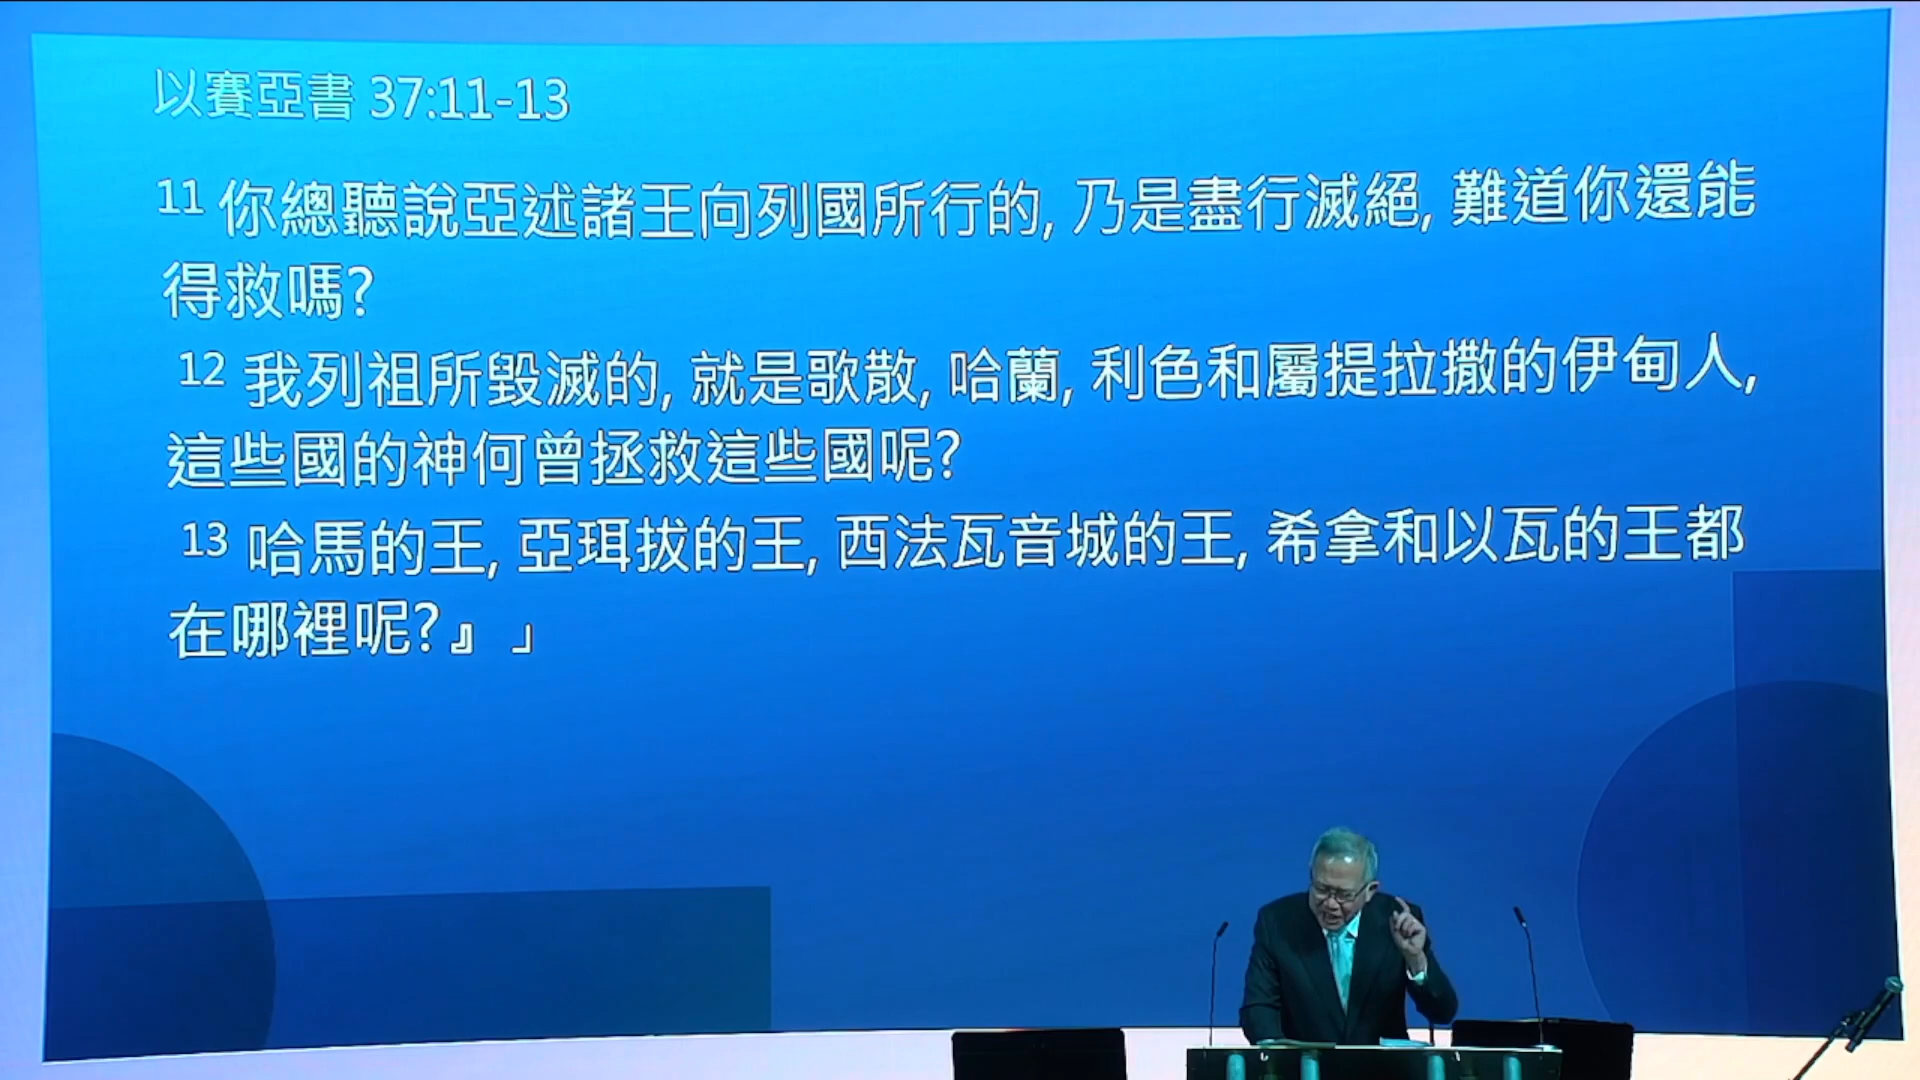 以賽亞書 37:11-13
11 你總聽說亞述諸王向列國所行的, 乃是盡行滅絕, 難道你還能
得救嗎?
12 我列祖所毀滅的, 就是歌散, 哈蘭, 利色和屬提拉撒的伊甸人,
這些國的神何曾拯救這些國呢?
13 哈馬的王, 亞珥拔的王, 西法瓦音城的王, 希拿和以瓦的王都
在哪裡呢?』」